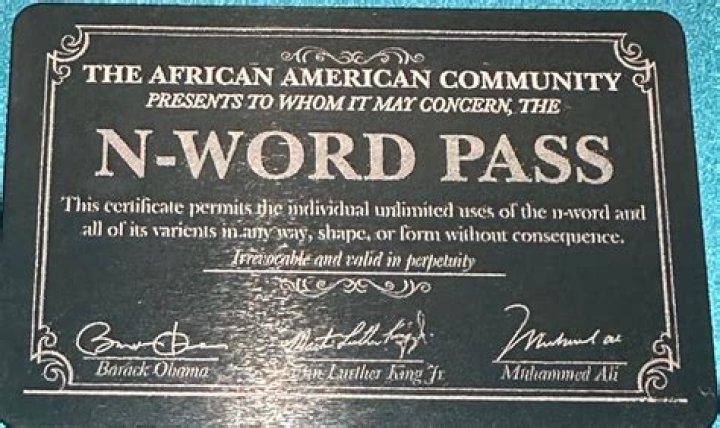 THE AFRICAN AMERICAN COMMUNITY
PRESENTS TO WHOM IT MAY CONCERN, THE
N-WORD PASS
This certificate permits the individual unlimited uses of the n-word and
all of its varients in any way, shape, or form without consequence.
Irrevocable and valid in perpetuity
Barack Obama
Luther King Jr
Muhammed Ali